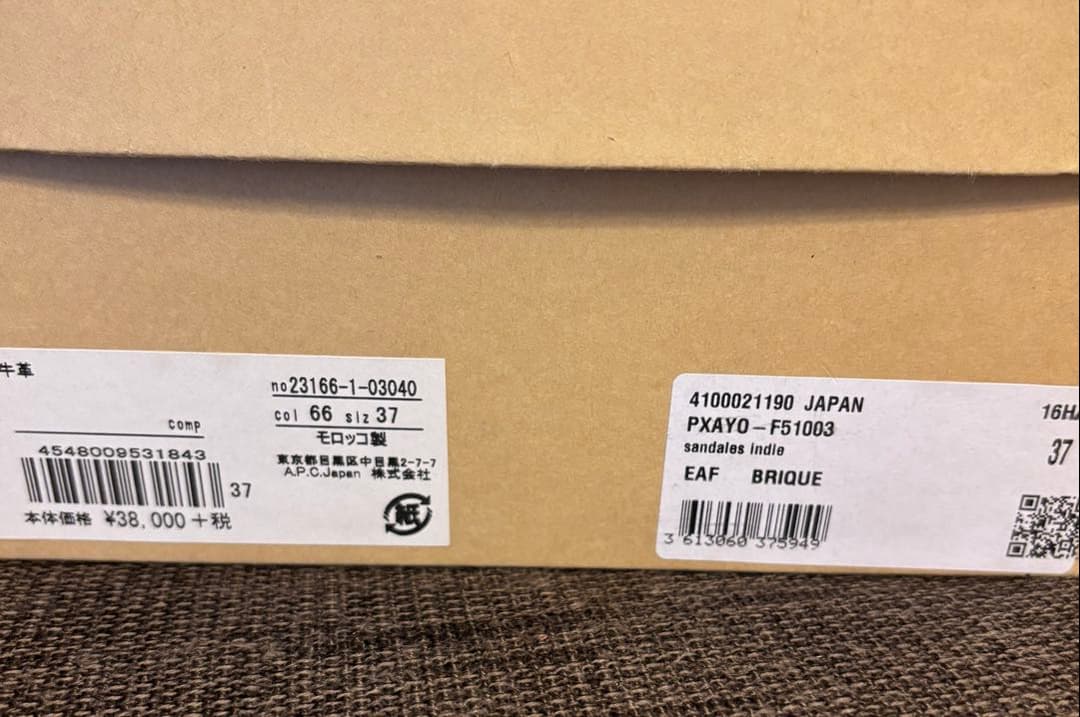 牛革
comp
4548009531843
37
本体価格 ¥38,000+税
no23166-1-03040
col 66 siz 37
モロッコ製
東京都目黒区中目黒2-7-7
A.P.C.Japan 株式会社
紙
4100021190 JAPAN
PXAYO-F51003
sandales indie
EAF BRIQUE
3 613060 375949
37